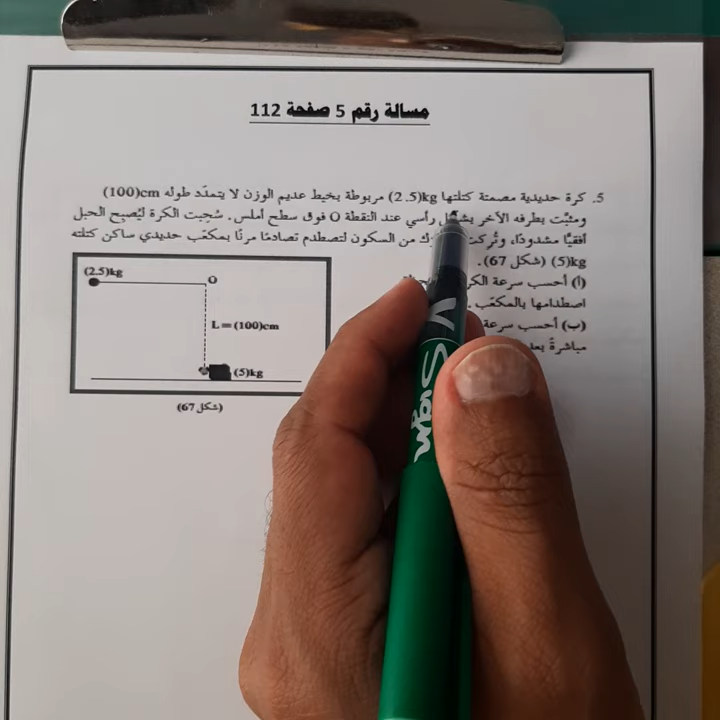 مسالة رقم 5 صفحة 112
5. كرة حديدية مصمتة كتلتها kg(2.5) مربوطة بخيط عديم الوزن لا يتمدّد طوله cm(100)
ومثبّت بطرفه الآخر بشكل رأسي عند النقطة O فوق سطح أملس. سُحبت الكرة ليُصبح الحبل
أفقيًّا مشدودًا، وتُركت من السكون لتصطدم تصادمًا مرنًا بمكعّب حديدي ساكن كتلته
kg(5) (شكل 67).
(أ) أحسب سرعة
اصطدامها بالمكعّب.
(ب) أحسب سرعة
مباشرةً
(2.5)kg
O
L = (100)cm
(5)kg
(شكل 67)
V Sign